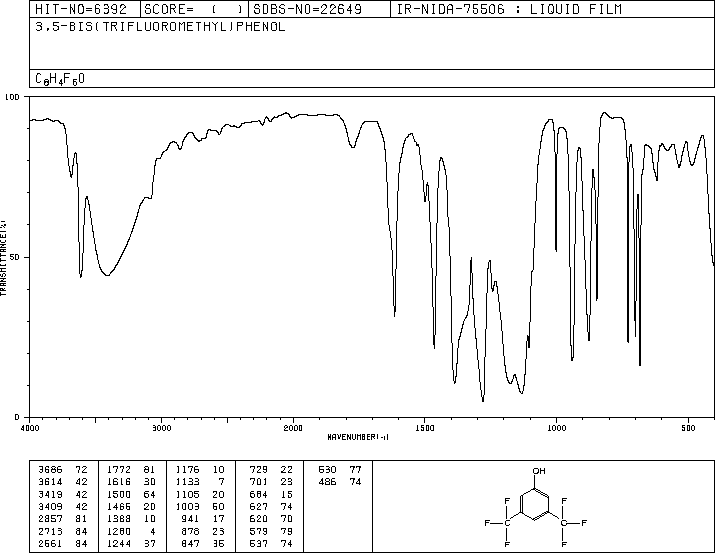 HIT-NO=6392 SCORE= ( ) SDBS-NO=22649 IR-NIDA-75506 : LIQUID FILM
3,5-BIS(TRIFLUOROMETHYL)PHENOL
C8H4F6O
100
50
0
TRANSMITTANCE(%)
4000 3000 2000 1500 1000 500
WAVENUMBER(-1)
3686 72 1772 81 1176 10 729 22 530 77
3614 42 1616 30 1133 7 701 23 486 74
3419 42 1500 64 1105 20 684 15
3409 42 1466 20 1003 50 627 74
2857 81 1388 10 941 17 620 70
2713 84 1280 4 878 23 579 79
2561 84 1244 37 847 35 537 74
OH
F F
F F
F F